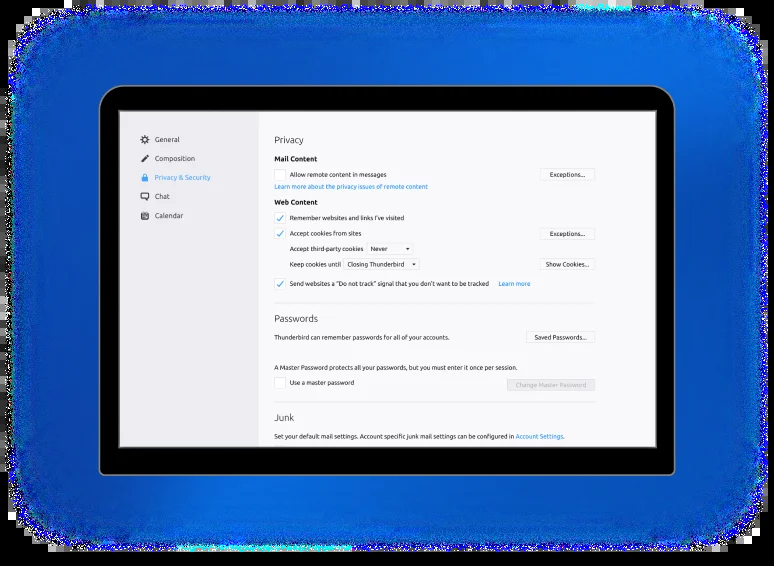 General
Composition
Privacy & Security
Chat
Calendar
Privacy
Mail Content
Allow remote content in messages
Exceptions...
Learn more about the privacy issues of remote content
Web Content
Remember websites and links I've visited
Accept cookies from sites
Exceptions...
Accept third-party cookies Never
Keep cookies until Closing Thunderbird
Show Cookies...
Send websites a "Do not track" signal that you don't want to be tracked Learn more
Passwords
Thunderbird can remember passwords for all of your accounts.
Saved Passwords...
A Master Password protects all your passwords, but you must enter it once per session.
Use a master password
Change Master Password
Junk
Set your default mail settings. Account specific junk mail settings can be configured in Account Settings.